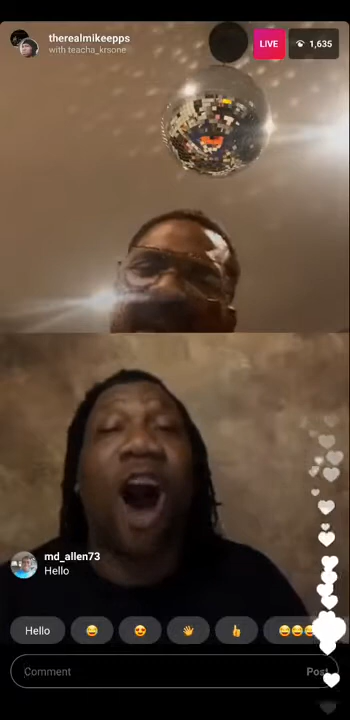 therealmikeepps
with teacha_krsone
LIVE
1,635
md_allen73
Hello
Hello
Comment
Post